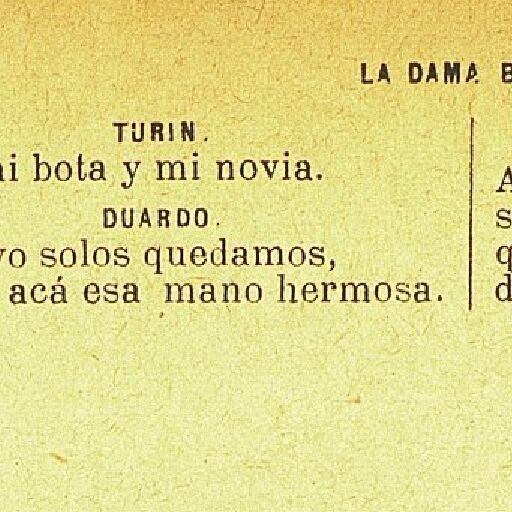 LA DAMA B
TURIN.
ni bota y mi novia.
DUARDO.
yo solos quedamos,
acá esa mano hermosa.
A
s
q
d